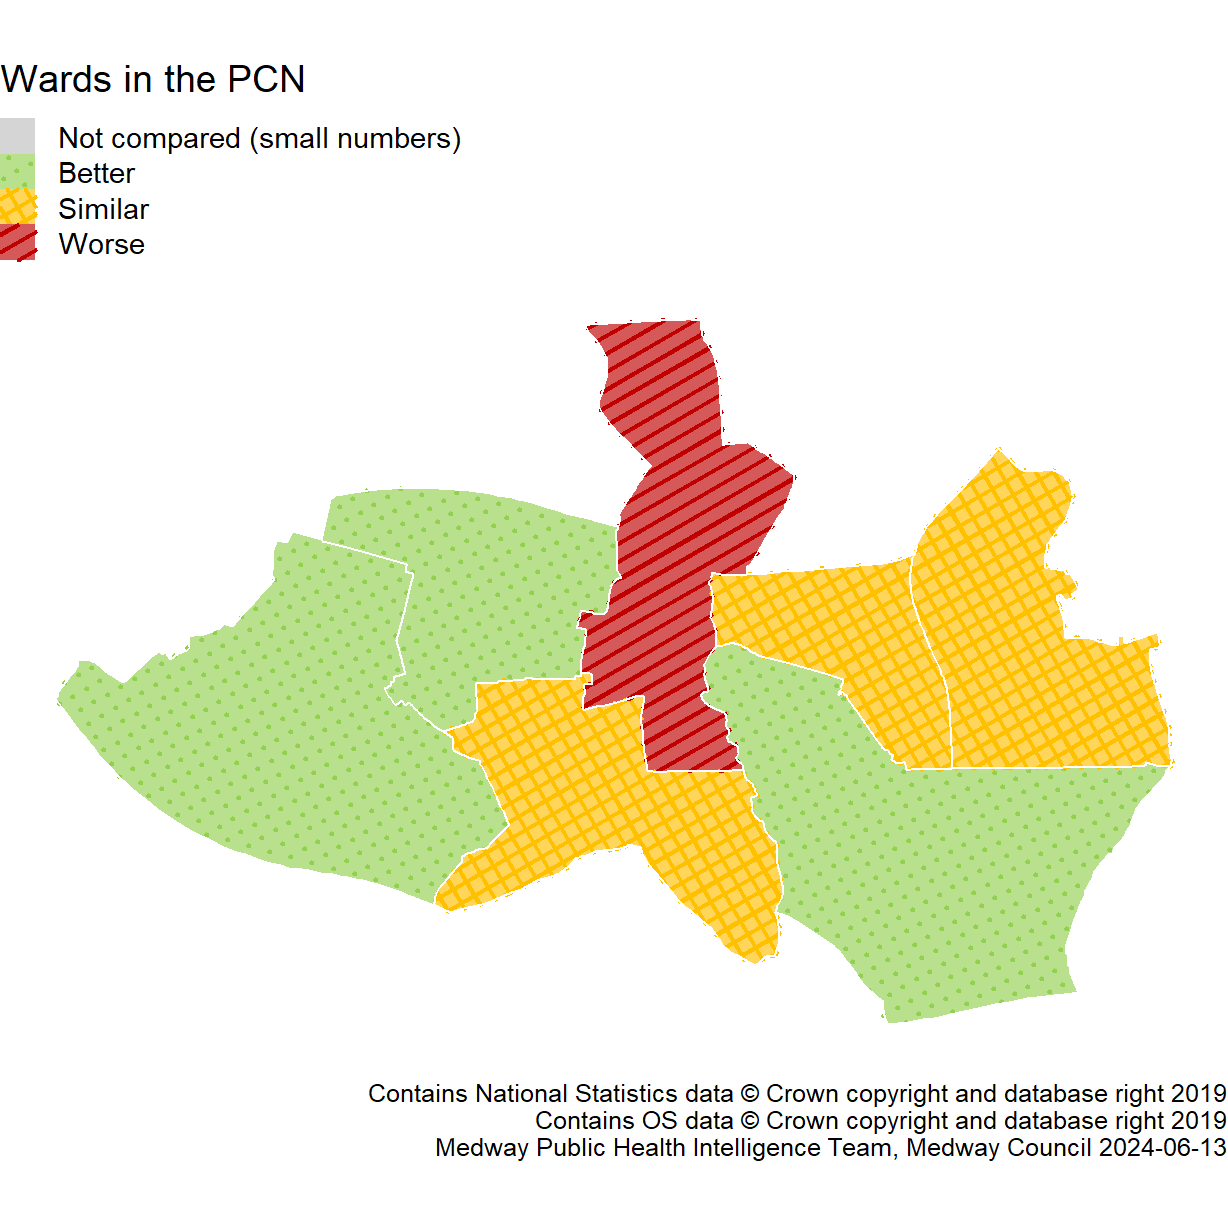 Wards in the PCN
Not compared (small numbers)
Better
Similar
Worse
Contains National Statistics data © Crown copyright and database right 2019
Contains OS data © Crown copyright and database right 2019
Medway Public Health Intelligence Team, Medway Council 2024-06-13